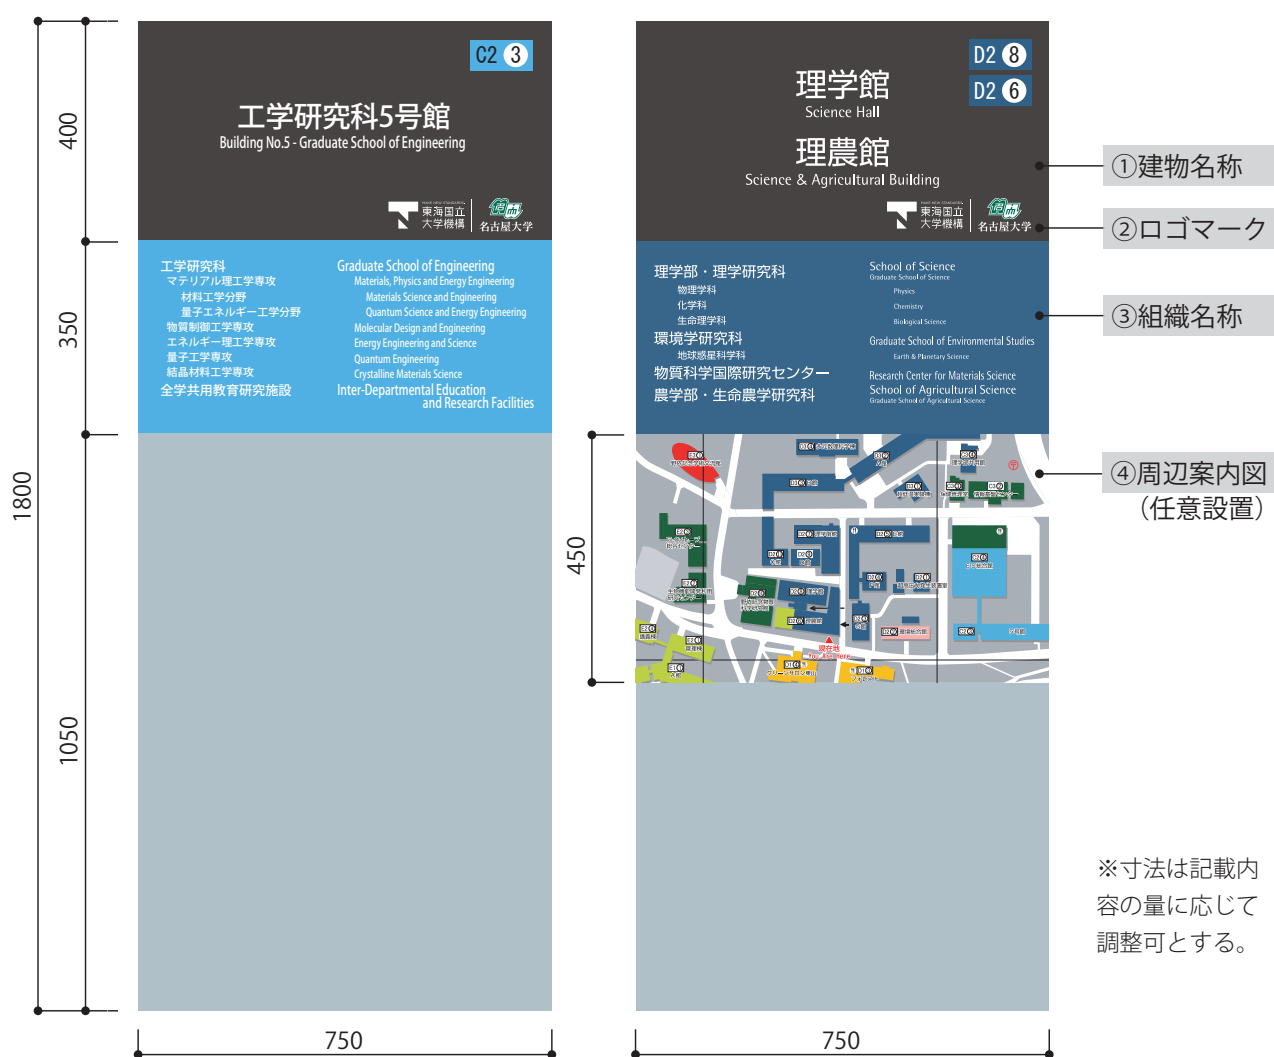 C2 3
工学研究科5号館
Building No.5 - Graduate School of Engineering
MAKE NEW STANDARDS.
東海国立
大学機構
名古屋大学
工学研究科
Graduate School of Engineering
マテリアル理工学専攻
Materials, Physics and Energy Engineering
材料工学分野
Materials Science and Engineering
量子エネルギー工学分野
Quantum Science and Energy Engineering
物質制御工学専攻
Molecular Design and Engineering
エネルギー理工学専攻
Energy Engineering and Science
量子工学専攻
Quantum Engineering
結晶材料工学専攻
Crystalline Materials Science
全学共用教育研究施設
Inter-Departmental Education
and Research Facilities
400
350
1800
1050
750
D2 8
D2 6
理学館
Science Hall
理農館
Science & Agricultural Building
MAKE NEW STANDARDS.
東海国立
大学機構
名古屋大学
理学部・理学研究科
School of Science
Graduate School of Science
物理学科
Physics
化学科
Chemistry
生命理学科
Biological Science
環境学研究科
Graduate School of Environmental Studies
地球惑星科学科
Earth & Planetary Science
物質科学国際研究センター
Research Center for Materials Science
農学部・生命農学研究科
School of Agricultural Science
Graduate School of Agricultural Science
理学館
現在地
You are here
5号館
450
750
①建物名称
②ロゴマーク
③組織名称
④周辺案内図
（任意設置）
※寸法は記載内
容の量に応じて
調整可とする。